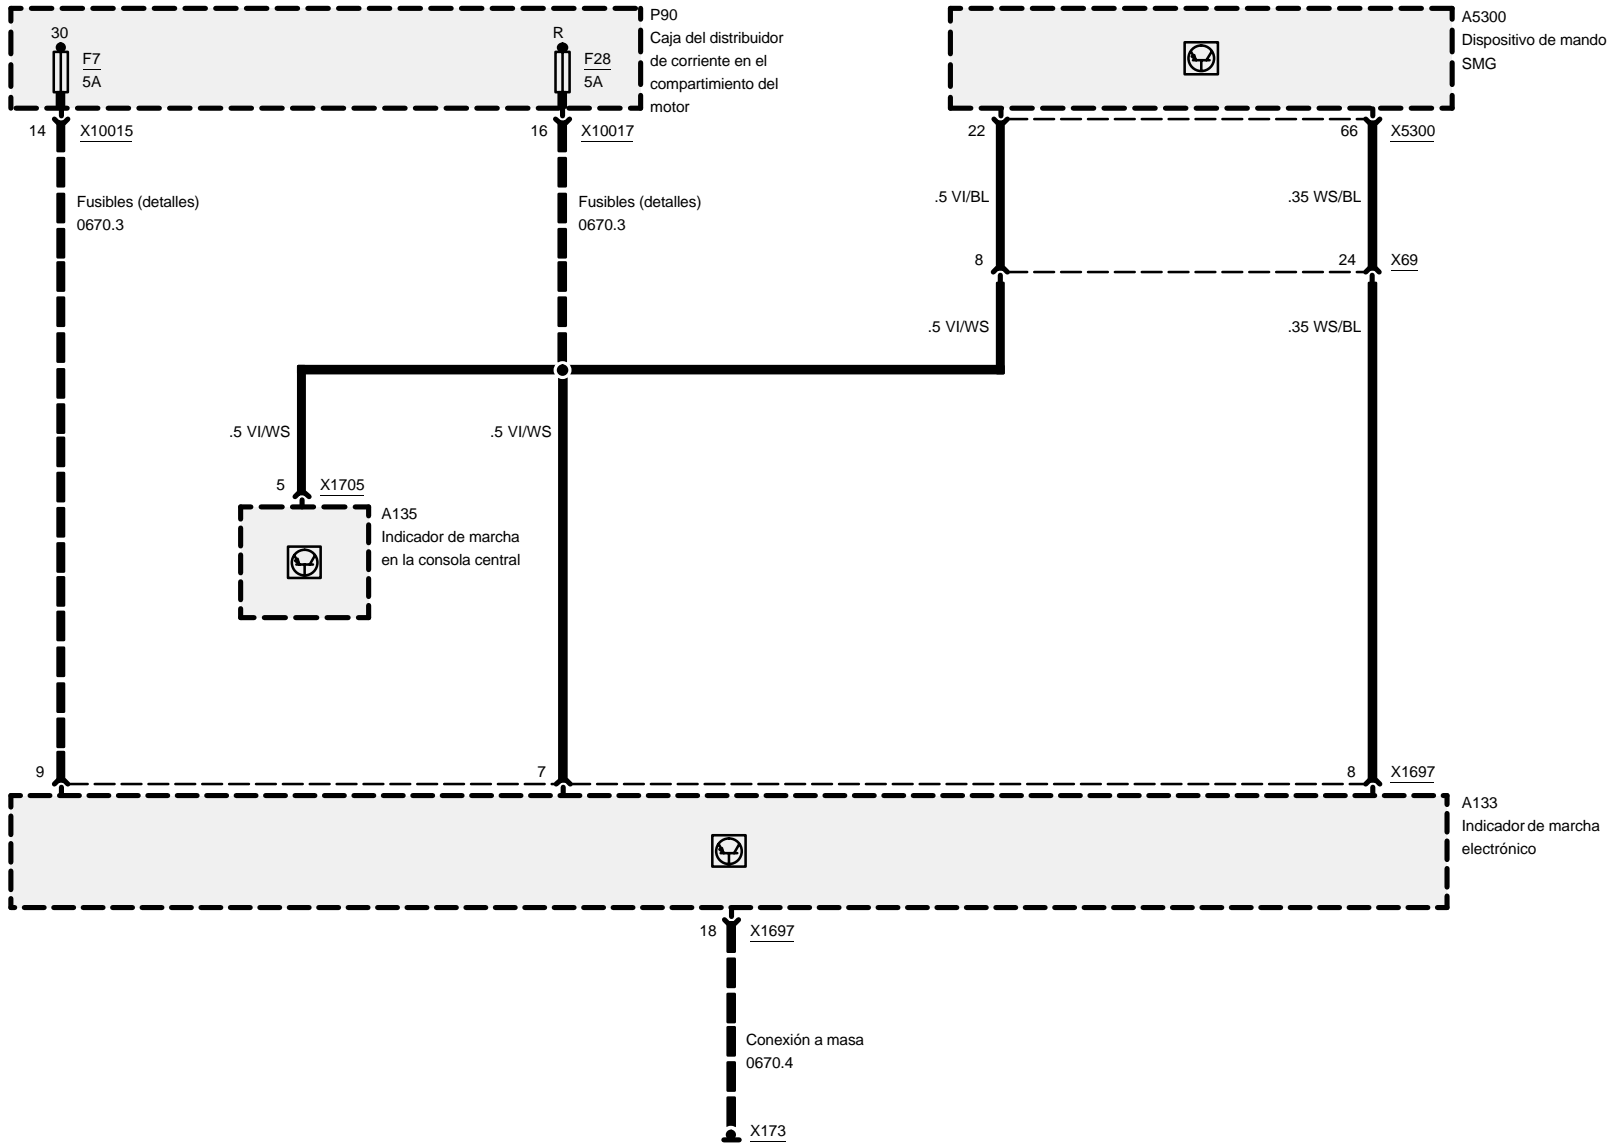 P90
Caja del distribuidor
de corriente en el
compartimiento del
motor
30
F7
5A
R
F28
5A
A5300
Dispositivo de mando
SMG
14
X10015
16
X10017
22
66
X5300
Fusibles (detalles)
0670.3
Fusibles (detalles)
0670.3
.5 VI/BL
.35 WS/BL
8
24
X69
.5 VI/WS
.35 WS/BL
.5 VI/WS
.5 VI/WS
5
X1705
A135
Indicador de marcha
en la consola central
9
7
8
X1697
A133
Indicador de marcha
electrónico
18
X1697
Conexión a masa
0670.4
X173